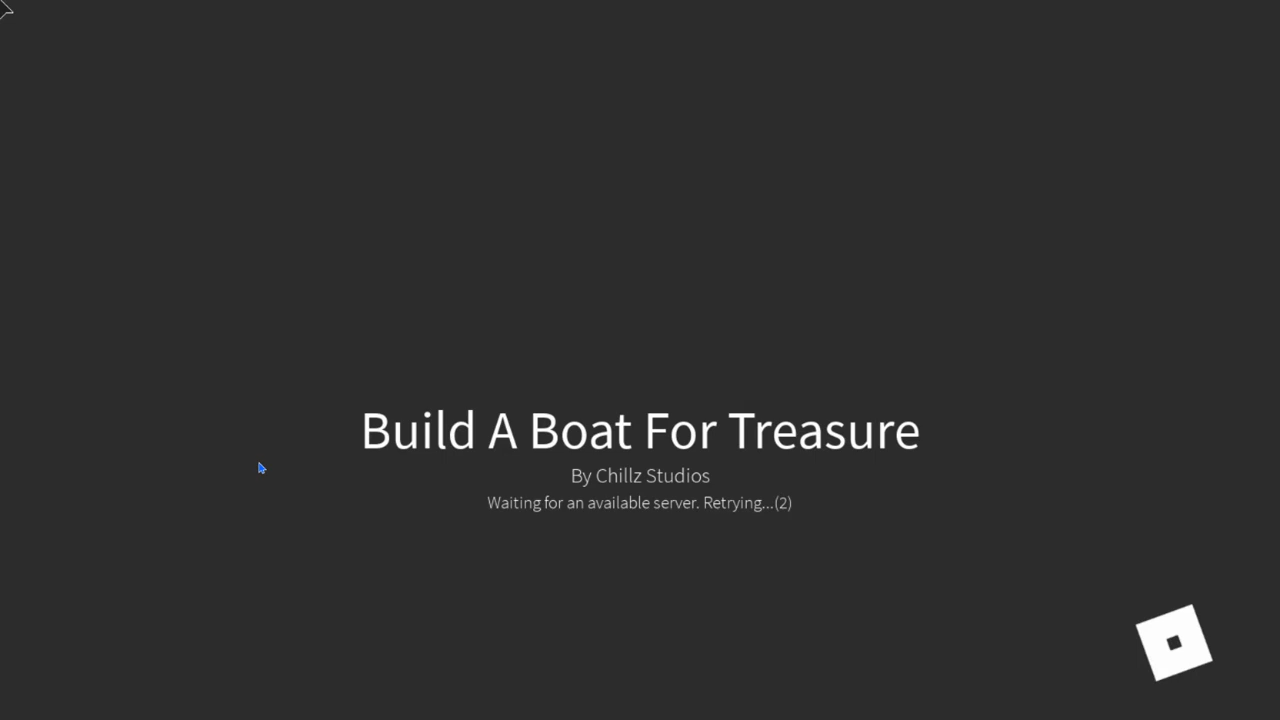 Build A Boat For Treasure
By Chillz Studios
Waiting for an available server. Retrying...(2)